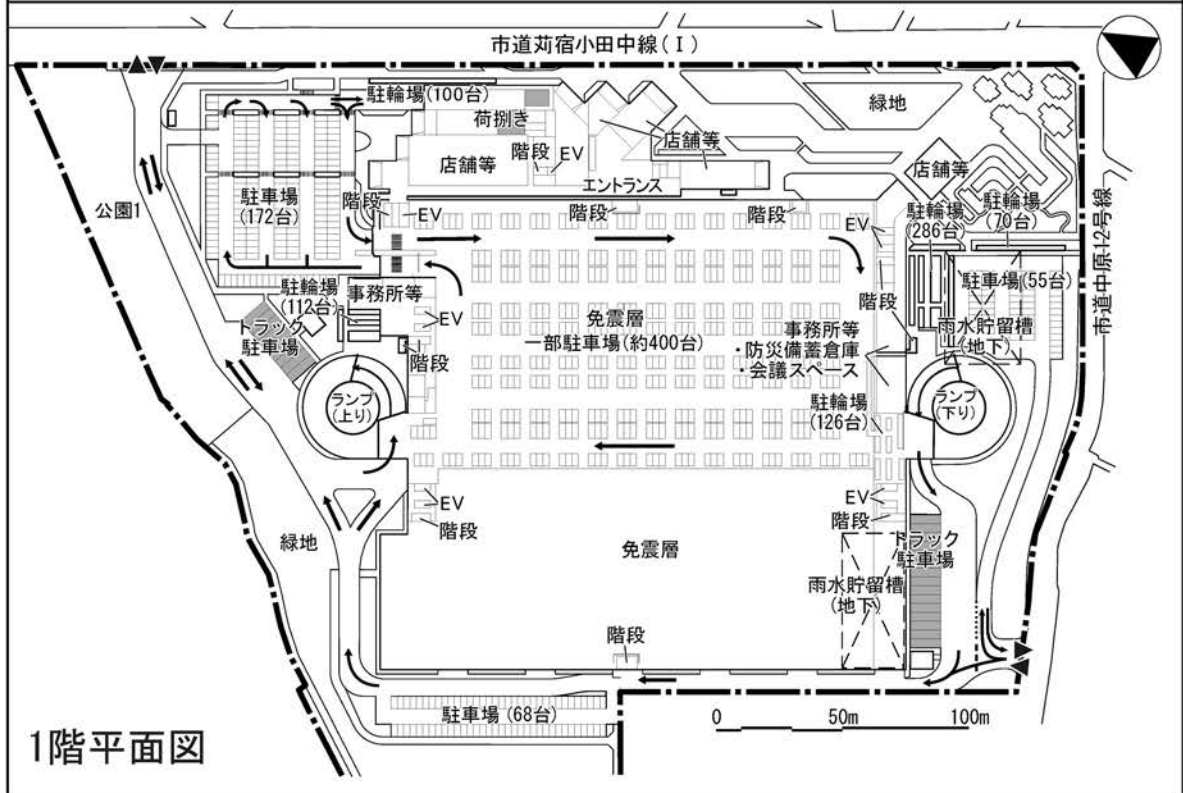 市道苅宿小田中線(Ⅰ)
駐輪場(100台)
荷捌き
緑地
店舗等
店舗等
階段
EV
店舗等
エントランス
公園1
駐車場
(172台)
階段
EV
階段
階段
EV
駐輪場
(286台)
駐輪場
(70台)
市道中原12号線
駐輪場
(112台)
事務所等
駐車場(55台)
トラック
駐車場
EV
階段
免震層
一部駐車場(約400台)
事務所等
・防災備蓄倉庫
・会議スペース
階段
雨水貯留槽
(地下)
ランプ
(上り)
駐輪場
(126台)
ランプ
(下り)
EV
階段
EV
階段
緑地
免震層
トラック
駐車場
雨水貯留槽
(地下)
階段
駐車場(68台)
0 50m 100m
1階平面図